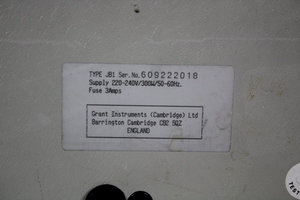 TYPE JB1 Ser.No.609222018
Supply 220-240V/300W/50-60Hz.
Fuse 3Amps
Grant Instruments (Cambridge) Ltd
Barrington Cambridge CB2 5QZ
ENGLAND
TEST